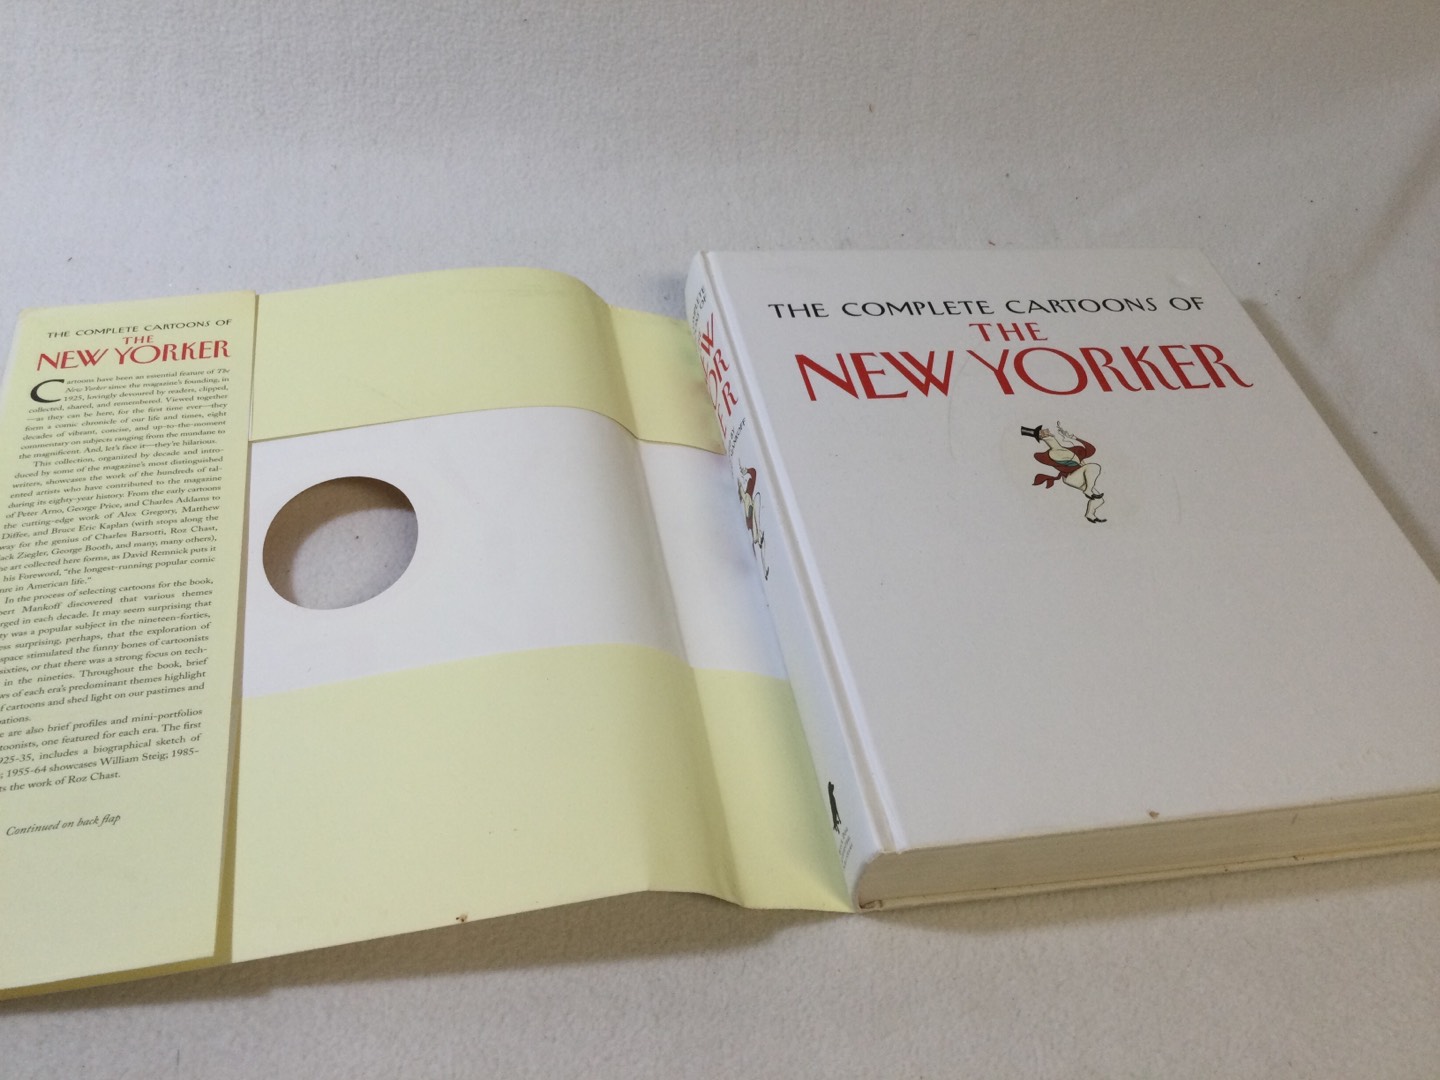 THE COMPLETE CARTOONS OF
THE
NEW YORKER
Cartoons have been an essential feature of The
New Yorker since the magazine's founding, in
1925, lovingly devoured by readers, clipped,
collected, shared, and remembered. Viewed together
—as they can be here, for the first time ever—they
form a comic chronicle of our life and times, eight
decades of vibrant, concise, and up-to-the-moment
commentary on subjects ranging from the mundane to
the magnificent. And, let's face it—they're hilarious.
This collection, organized by decade and intro-
duced by some of the magazine's most distinguished
writers, showcases the work of the hundreds of tal-
ented artists who have contributed to the magazine
during its eighty-year history. From the early cartoons
of Peter Arno, George Price, and Charles Addams to
the cutting-edge work of Alex Gregory, Matthew
Diffee, and Bruce Eric Kaplan (with stops along the
way for the genius of Charles Barsotti, Roz Chast,
Jack Ziegler, George Booth, and many, many others),
the art collected here forms, as David Remnick puts it
his Foreword, "the longest-running popular comic
in American life."
In the process of selecting cartoons for the book,
Mankoff discovered that various themes
in each decade. It may seem surprising that
was a popular subject in the nineteen-forties,
surprising, perhaps, that the exploration of
space stimulated the funny bones of cartoonists
sixties, or that there was a strong focus on tech-
in the nineties. Throughout the book, brief
of each era's predominant themes highlight
of cartoons and shed light on our pastimes and
are also brief profiles and mini-portfolios
one featured for each era. The first
925-35, includes a biographical sketch of
; 1955-64 showcases William Steig; 1985-
the work of Roz Chast.
Continued on back flap
THE COMPLETE CARTOONS OF
THE
NEW YORKER